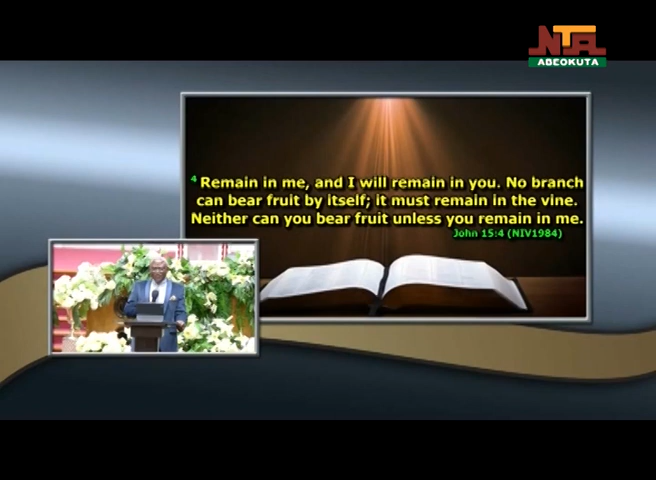 NTA
ABEOKUTA
4 Remain in me, and I will remain in you. No branch
can bear fruit by itself; it must remain in the vine.
Neither can you bear fruit unless you remain in me.
John 15:4 (NIV1984)